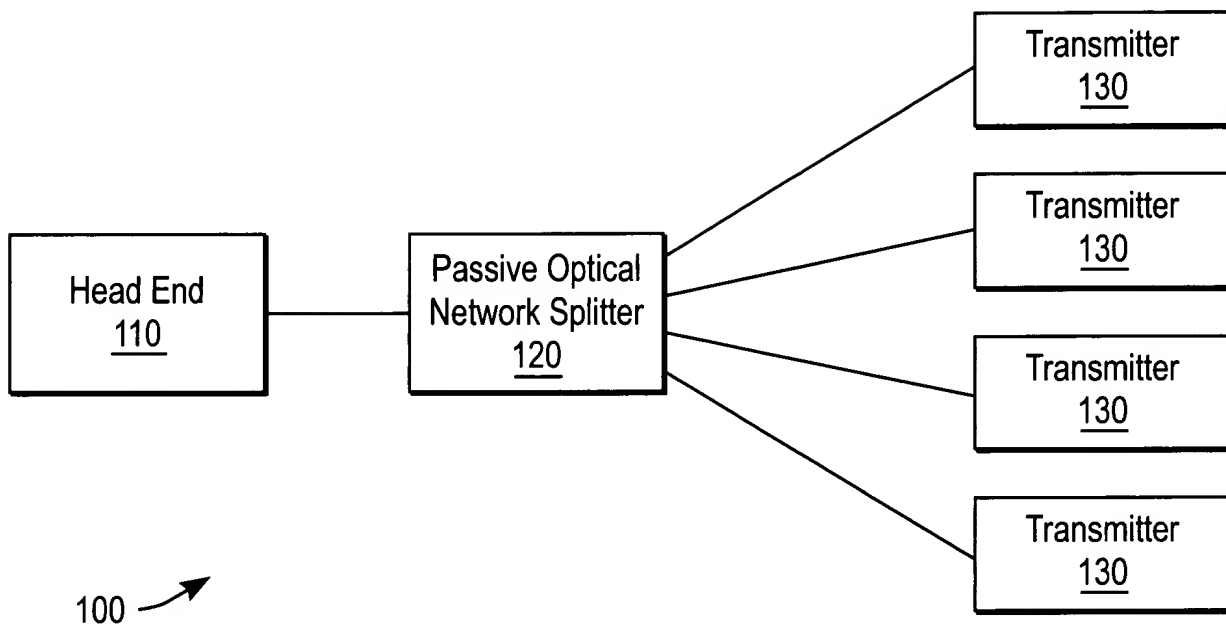 Head End
110
Passive Optical
Network Splitter
120
Transmitter
130
Transmitter
130
Transmitter
130
Transmitter
130
100